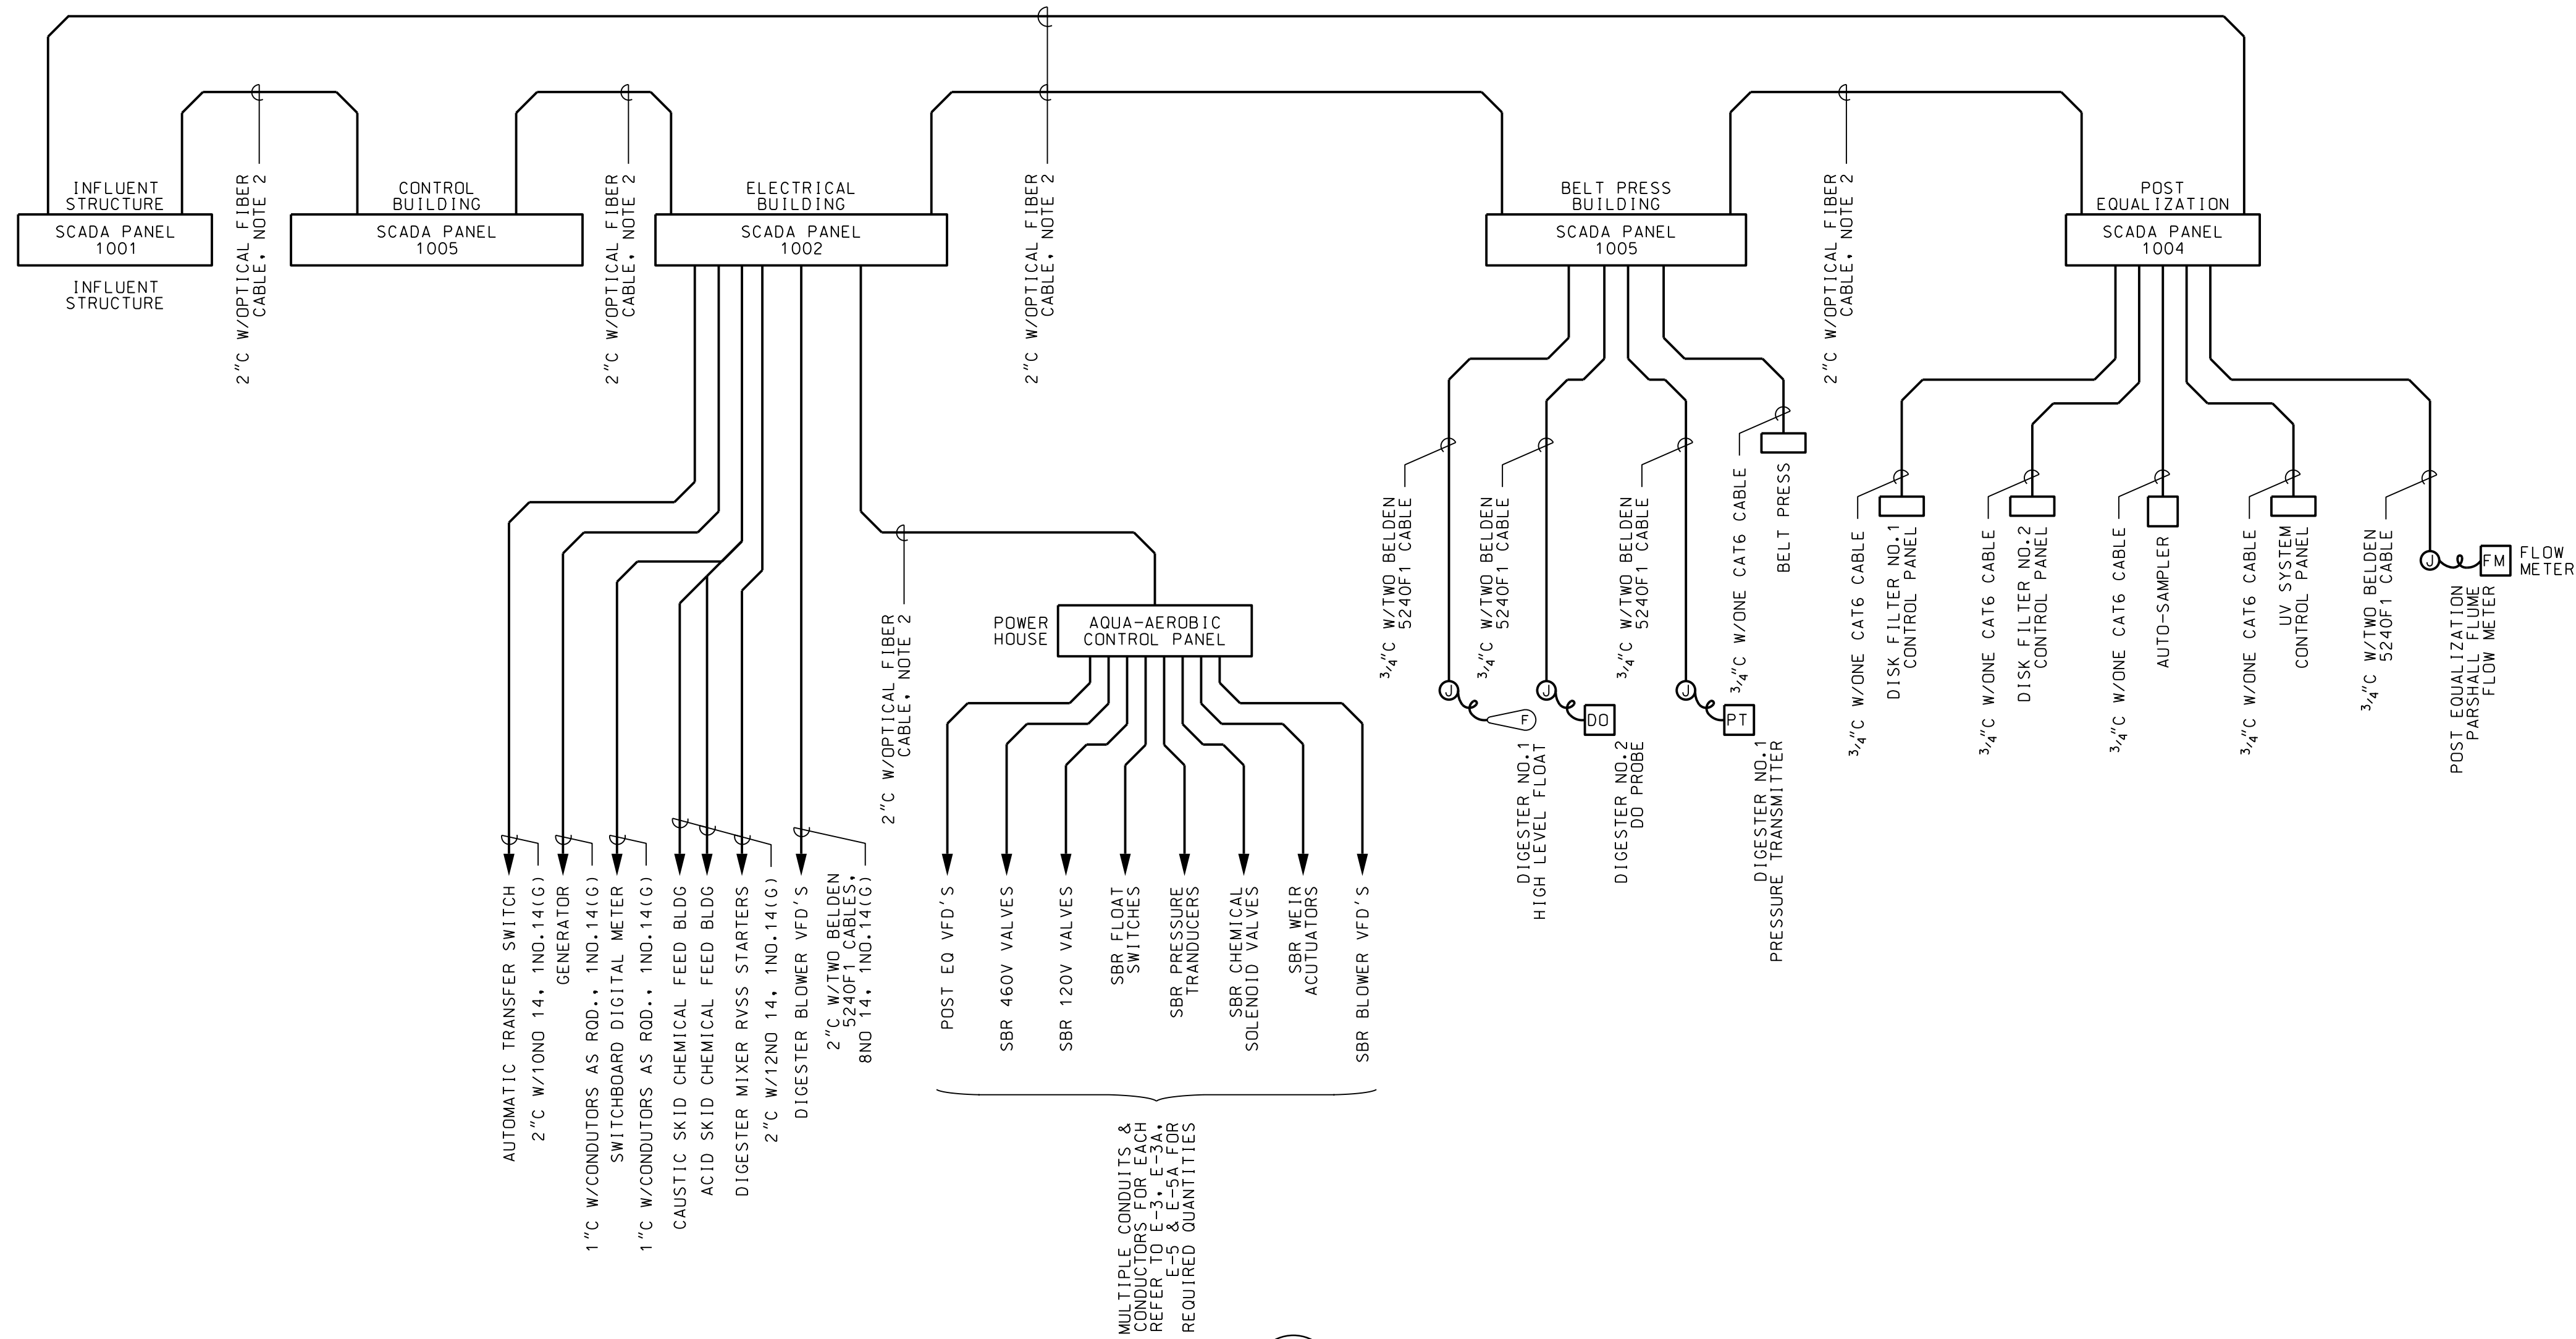 INFLUENT
STRUCTURE
SCADA PANEL
1001
INFLUENT
STRUCTURE
2"C W/OPTICAL FIBER
CABLE, NOTE 2
CONTROL
BUILDING
SCADA PANEL
1005
2"C W/OPTICAL FIBER
CABLE, NOTE 2
ELECTRICAL
BUILDING
SCADA PANEL
1002
2"C W/OPTICAL FIBER
CABLE, NOTE 2
BELT PRESS
BUILDING
SCADA PANEL
1005
2"C W/OPTICAL FIBER
CABLE, NOTE 2
POST
EQUALIZATION
SCADA PANEL
1004
AUTOMATIC TRANSFER SWITCH
2"C W/10NO 14, 1NO.14(G)
GENERATOR
1"C W/CONDUTORS AS RQD., 1NO.14(G)
SWITCHBOARD DIGITAL METER
1"C W/CONDUTORS AS RQD., 1NO.14(G)
CAUSTIC SKID CHEMICAL FEED BLDG
ACID SKID CHEMICAL FEED BLDG
DIGESTER MIXER RVSS STARTERS
2"C W/12NO 14, 1NO.14(G)
DIGESTER BLOWER VFD'S
2"C W/TWO BELDEN
5240F1 CABLES,
8NO 14, 1NO.14(G)
2"C W/OPTICAL FIBER
CABLE, NOTE 2
POWER
HOUSE
AQUA-AEROBIC
CONTROL PANEL
POST EQ VFD'S
SBR 460V VALVES
SBR 120V VALVES
SBR FLOAT
SWITCHES
SBR PRESSURE
TRANDUCERS
SBR CHEMICAL
SOLENOID VALVES
SBR WEIR
ACUTUATORS
SBR BLOWER VFD'S
MULTIPLE CONDUITS &
CONDUCTORS FOR EACH
REFER TO E-3, E-3A,
E-5 & E-5A FOR
REQUIRED QUANTITIES
3/4"C W/TWO BELDEN
5240F1 CABLE
J
F
DIGESTER NO.1
HIGH LEVEL FLOAT
3/4"C W/TWO BELDEN
5240F1 CABLE
J
DO
DIGESTER NO.2
DO PROBE
3/4"C W/TWO BELDEN
5240F1 CABLE
J
PT
DIGESTER NO.1
PRESSURE TRANSMITTER
3/4"C W/ONE CAT6 CABLE
BELT PRESS
3/4"C W/ONE CAT6 CABLE
DISK FILTER NO.1
CONTROL PANEL
3/4"C W/ONE CAT6 CABLE
DISK FILTER NO.2
CONTROL PANEL
3/4"C W/ONE CAT6 CABLE
AUTO-SAMPLER
3/4"C W/ONE CAT6 CABLE
UV SYSTEM
CONTROL PANEL
3/4"C W/TWO BELDEN
5240F1 CABLE
J
FM
FLOW
METER
POST EQUALIZATION
PARSHALL FLUME
FLOW METER